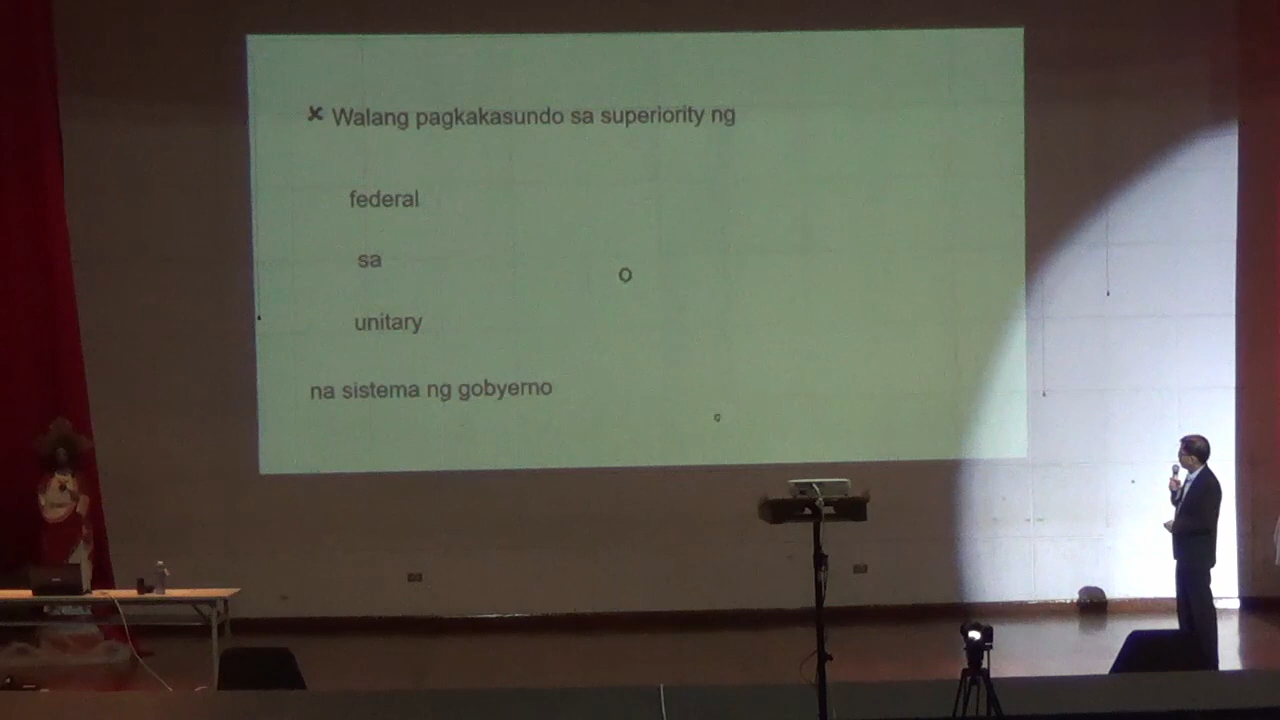 ✘ Walang pagkakasundo sa superiority ng
federal
sa
unitary
na sistema ng gobyerno